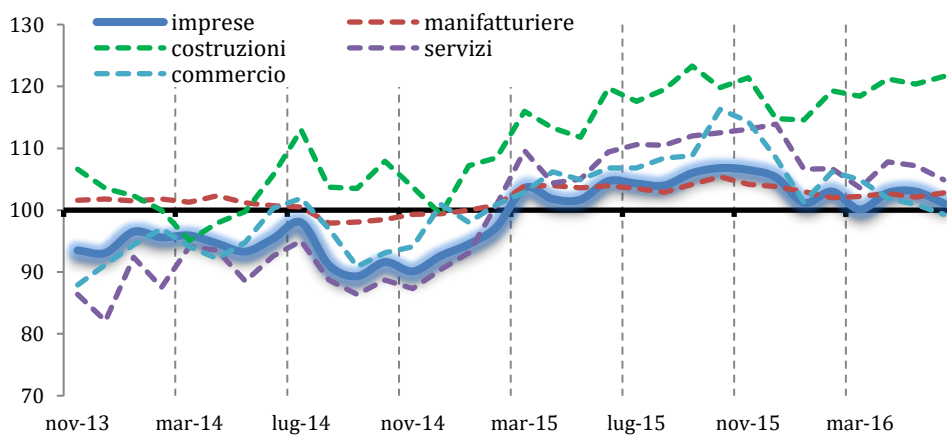 130
120
110
100
90
80
70
imprese manifatturiere
costruzioni servizi
commercio
nov-13 mar-14 lug-14 nov-14 mar-15 lug-15 nov-15 mar-16